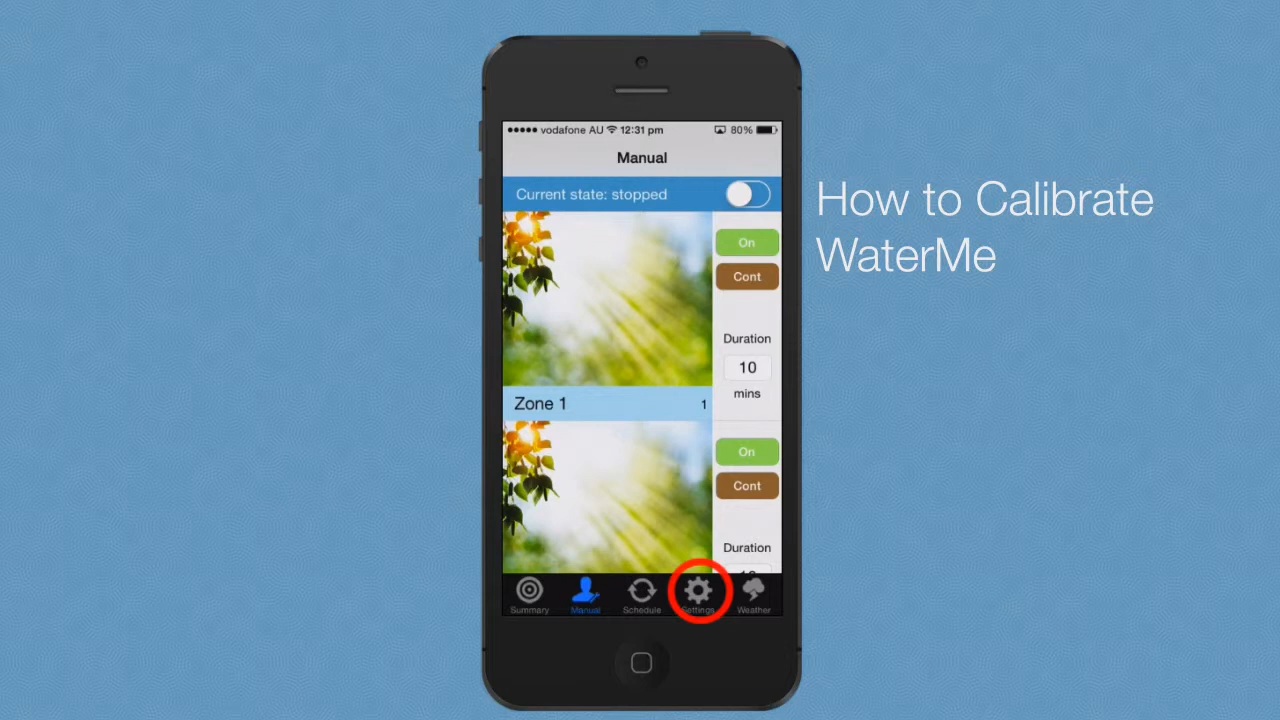 vodafone AU 12:31 pm 80%
Manual
Current state: stopped
How to Calibrate
WaterMe
On
Cont
Duration
10
mins
Zone 1 1
On
Cont
Duration
Summary Manual Schedule Settings Weather